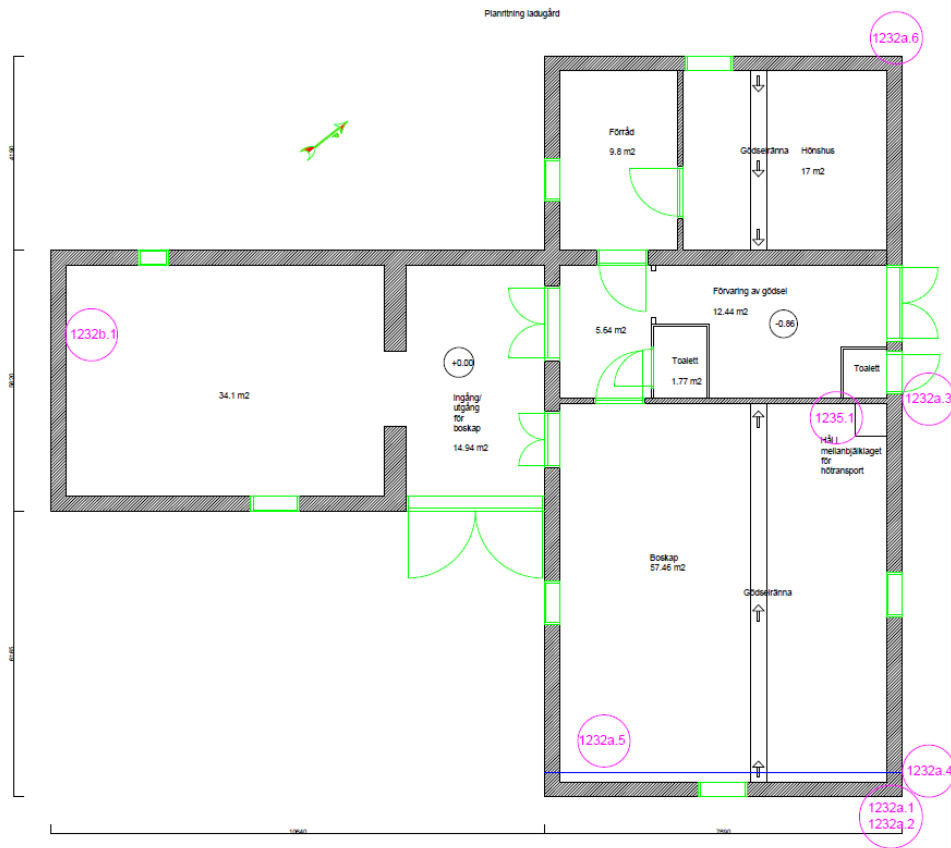 Planritning ladugård
1232a.6
Förråd
9.8 m2
Gödselränna
Hönshus
17 m2
4190
Förvaring av gödsel
12.44 m2
-0.86
5.64 m2
1232b.1
+0.00
Toalett
1.77 m2
Toalett
5620
34.1 m2
Ingång/
utgång
för
boskap
14.94 m2
1232a.3
1235.1
Hål i
mellanbjälklaget
för
hötransport
Boskap
57.46 m2
Gödselränna
6165
1232a.5
1232a.4
1232a.1
1232a.2
10640